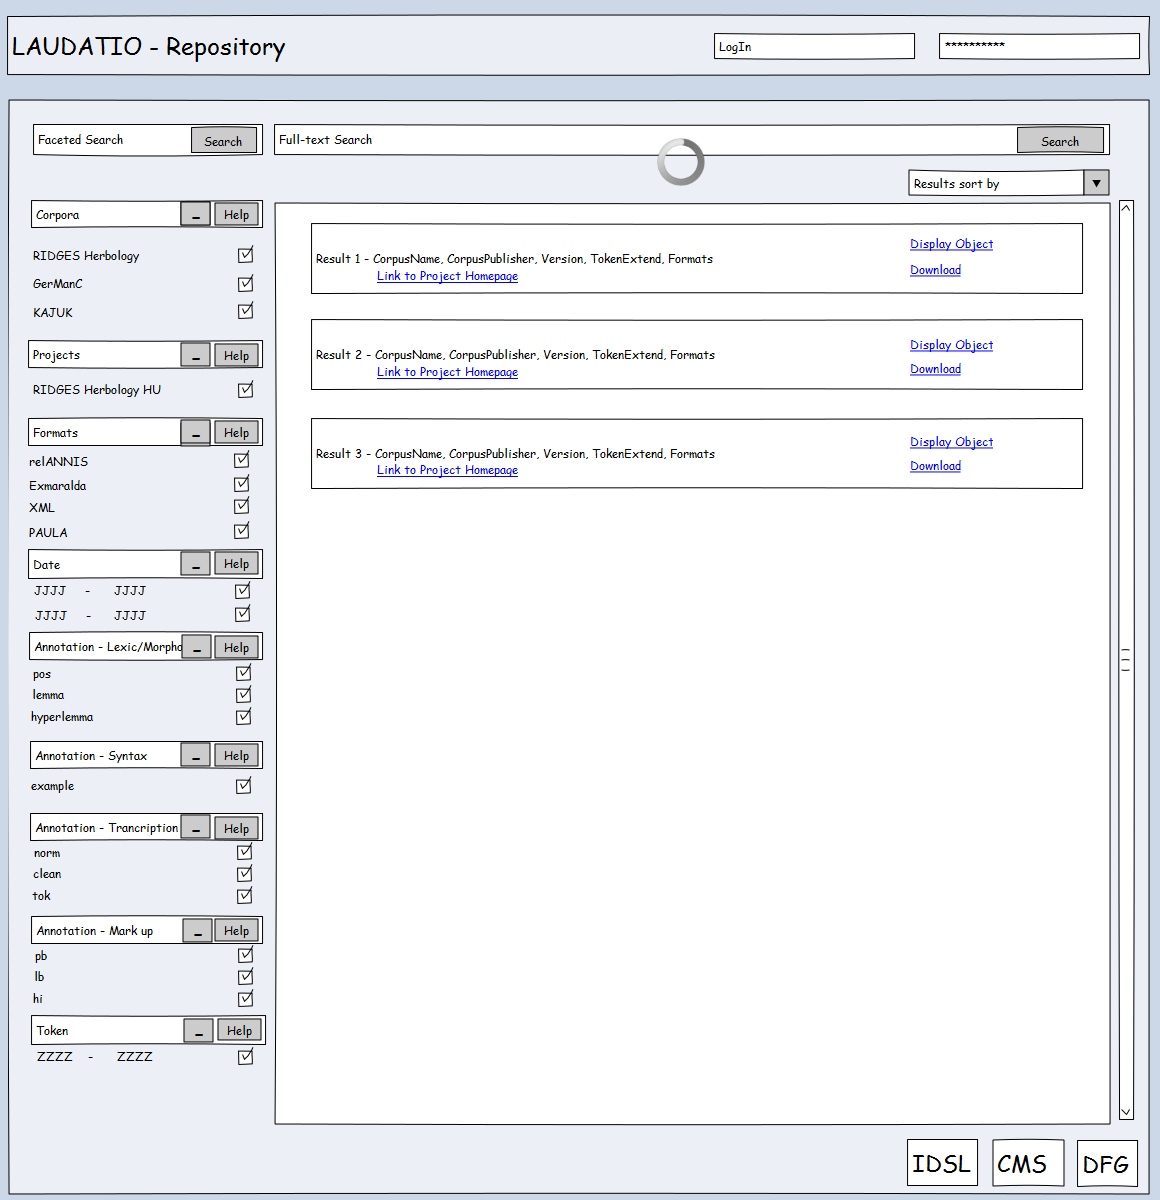 LAUDATIO - Repository
LogIn
**********
Faceted Search
Search
Full-text Search
Search
Results sort by
Corpora
-
Help
RIDGES Herbology
GerManC
KAJUK
Projects
-
Help
RIDGES Herbology HU
Formats
-
Help
relANNIS
Exmaralda
XML
PAULA
Date
-
Help
JJJJ - JJJJ
JJJJ - JJJJ
Annotation - Lexic/Morpho
-
Help
pos
lemma
hyperlemma
Annotation - Syntax
-
Help
example
Annotation - Trancription
-
Help
norm
clean
tok
Annotation - Mark up
-
Help
pb
lb
hi
Token
-
Help
ZZZZ - ZZZZ
Result 1 - CorpusName, CorpusPublisher, Version, TokenExtend, Formats
Link to Project Homepage
Display Object
Download
Result 2 - CorpusName, CorpusPublisher, Version, TokenExtend, Formats
Link to Project Homepage
Display Object
Download
Result 3 - CorpusName, CorpusPublisher, Version, TokenExtend, Formats
Link to Project Homepage
Display Object
Download
IDSL
CMS
DFG